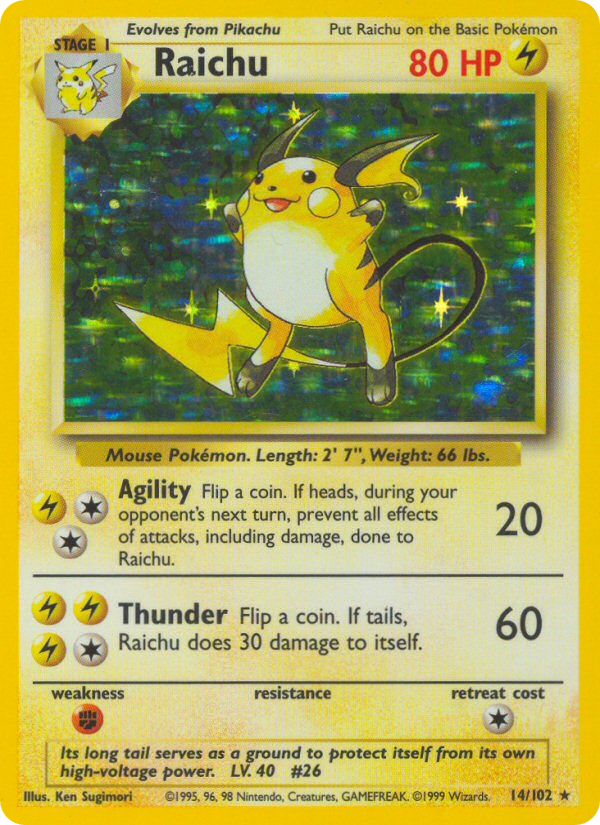 Evolves from Pikachu Put Raichu on the Basic Pokémon
STAGE 1
Raichu 80 HP
Mouse Pokémon. Length: 2' 7", Weight: 66 lbs.
Agility Flip a coin. If heads, during your
opponent's next turn, prevent all effects
of attacks, including damage, done to
Raichu.
20
Thunder Flip a coin. If tails,
Raichu does 30 damage to itself.
60
weakness resistance retreat cost
Its long tail serves as a ground to protect itself from its own
high-voltage power. LV. 40 #26
Illus. Ken Sugimori ©1995, 96, 98 Nintendo, Creatures, GAMEFREAK. ©1999 Wizards. 14/102 ★